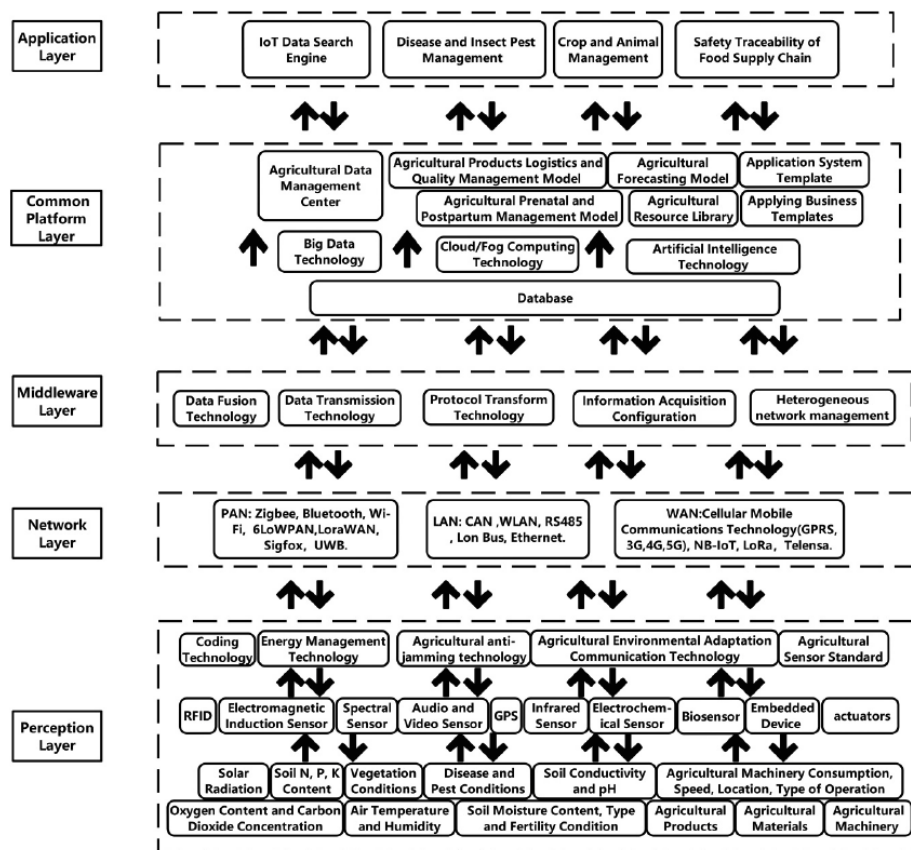 Application
Layer
IoT Data Search
Engine
Disease and Insect Pest
Management
Crop and Animal
Management
Safety Traceability of
Food Supply Chain
Common
Platform
Layer
Agricultural Data
Management
Center
Agricultural Products Logistics and
Quality Management Model
Agricultural
Forecasting Model
Application System
Template
Agricultural Prenatal and
Postpartum Management Model
Agricultural
Resource Library
Applying Business
Templates
Big Data
Technology
Cloud/Fog Computing
Technology
Artificial Intelligence
Technology
Database
Middleware
Layer
Data Fusion
Technology
Data Transmission
Technology
Protocol Transform
Technology
Information Acquisition
Configuration
Heterogeneous
network management
Network
Layer
PAN: Zigbee, Bluetooth, Wi-
Fi, 6LoWPAN,LoraWAN,
Sigfox, UWB.
LAN: CAN ,WLAN, RS485
, Lon Bus, Ethernet.
WAN:Cellular Mobile
Communications Technology(GPRS,
3G,4G,5G), NB-IoT, LoRa, Telensa.
Perception
Layer
Coding
Technology
Energy Management
Technology
Agricultural anti-
jamming technology
Agricultural Environmental Adaptation
Communication Technology
Agricultural
Sensor Standard
RFID
Electromagnetic
Induction Sensor
Spectral
Sensor
Audio and
Video Sensor
GPS
Infrared
Sensor
Electrochem-
ical Sensor
Biosensor
Embedded
Device
actuators
Solar
Radiation
Soil N, P, K
Content
Vegetation
Conditions
Disease and
Pest Conditions
Soil Conductivity
and pH
Agricultural Machinery Consumption,
Speed, Location, Type of Operation
Oxygen Content and Carbon
Dioxide Concentration
Air Temperature
and Humidity
Soil Moisture Content, Type
and Fertility Condition
Agricultural
Products
Agricultural
Materials
Agricultural
Machinery